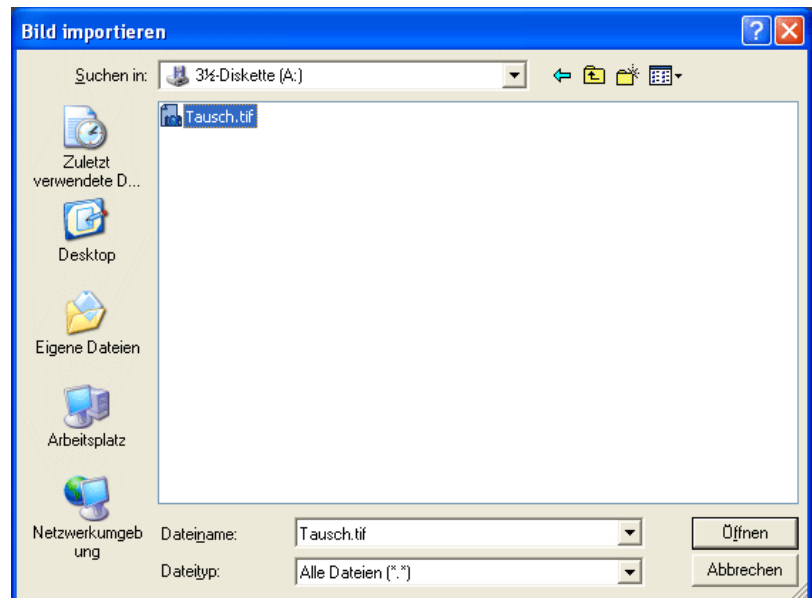 Bild importieren
Suchen in: 3½-Diskette (A:)
Tausch.tif
Zuletzt
verwendete D...
Desktop
Eigene Dateien
Arbeitsplatz
Netzwerkumgeb
ung
Dateiname: Tausch.tif Öffnen
Dateityp: Alle Dateien (*.*) Abbrechen